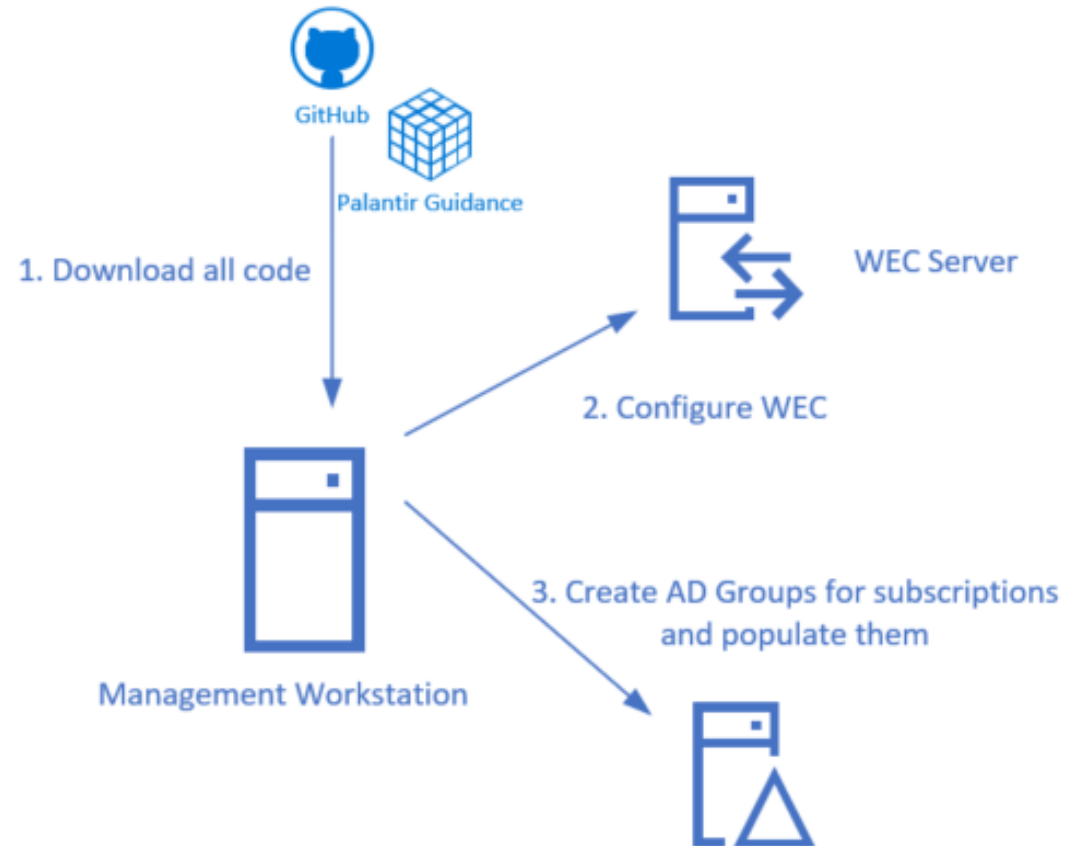 GitHub
Palantir Guidance
1. Download all code
WEC Server
2. Configure WEC
3. Create AD Groups for subscriptions
and populate them
Management Workstation